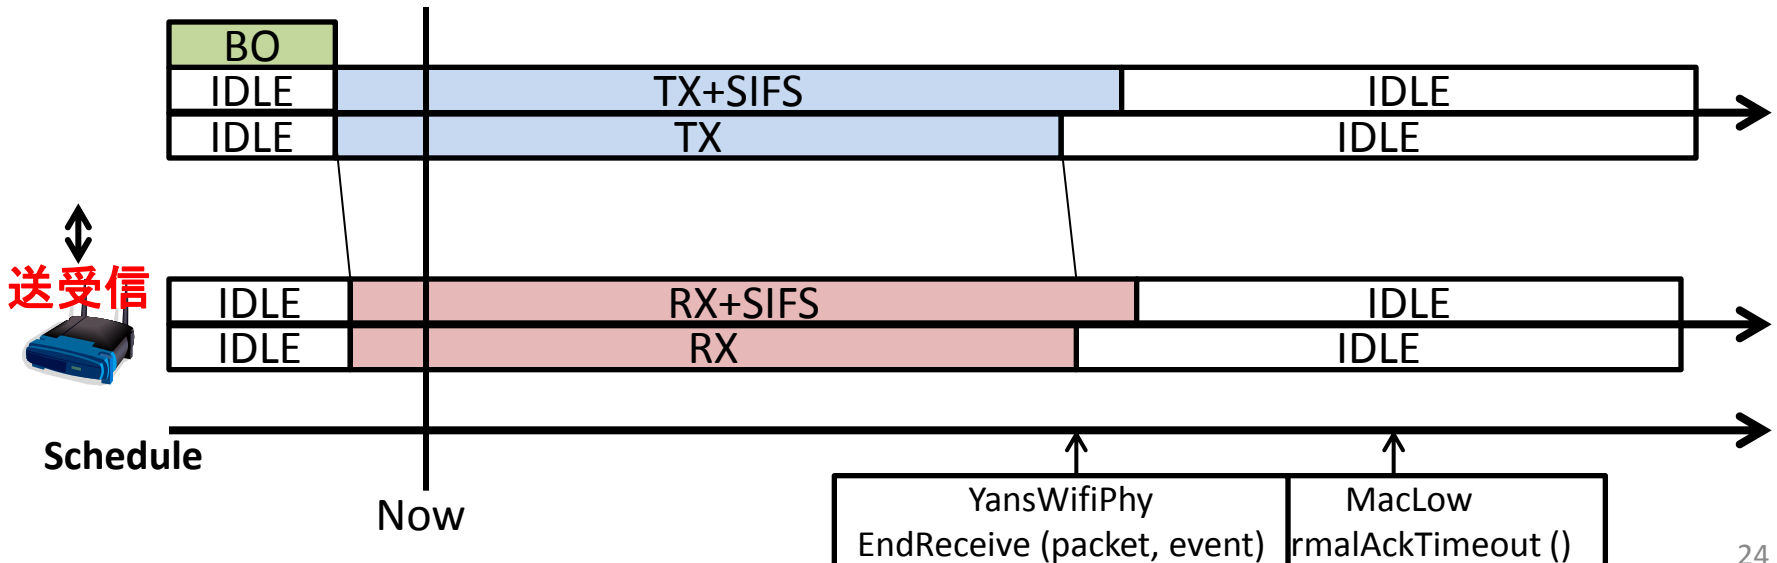 BO
IDLE TX+SIFS IDLE
IDLE TX IDLE
送受信
IDLE RX+SIFS IDLE
IDLE RX IDLE
Schedule
Now
YansWifiPhy
EndReceive (packet, event)
MacLow
rmalAckTimeout ()
24